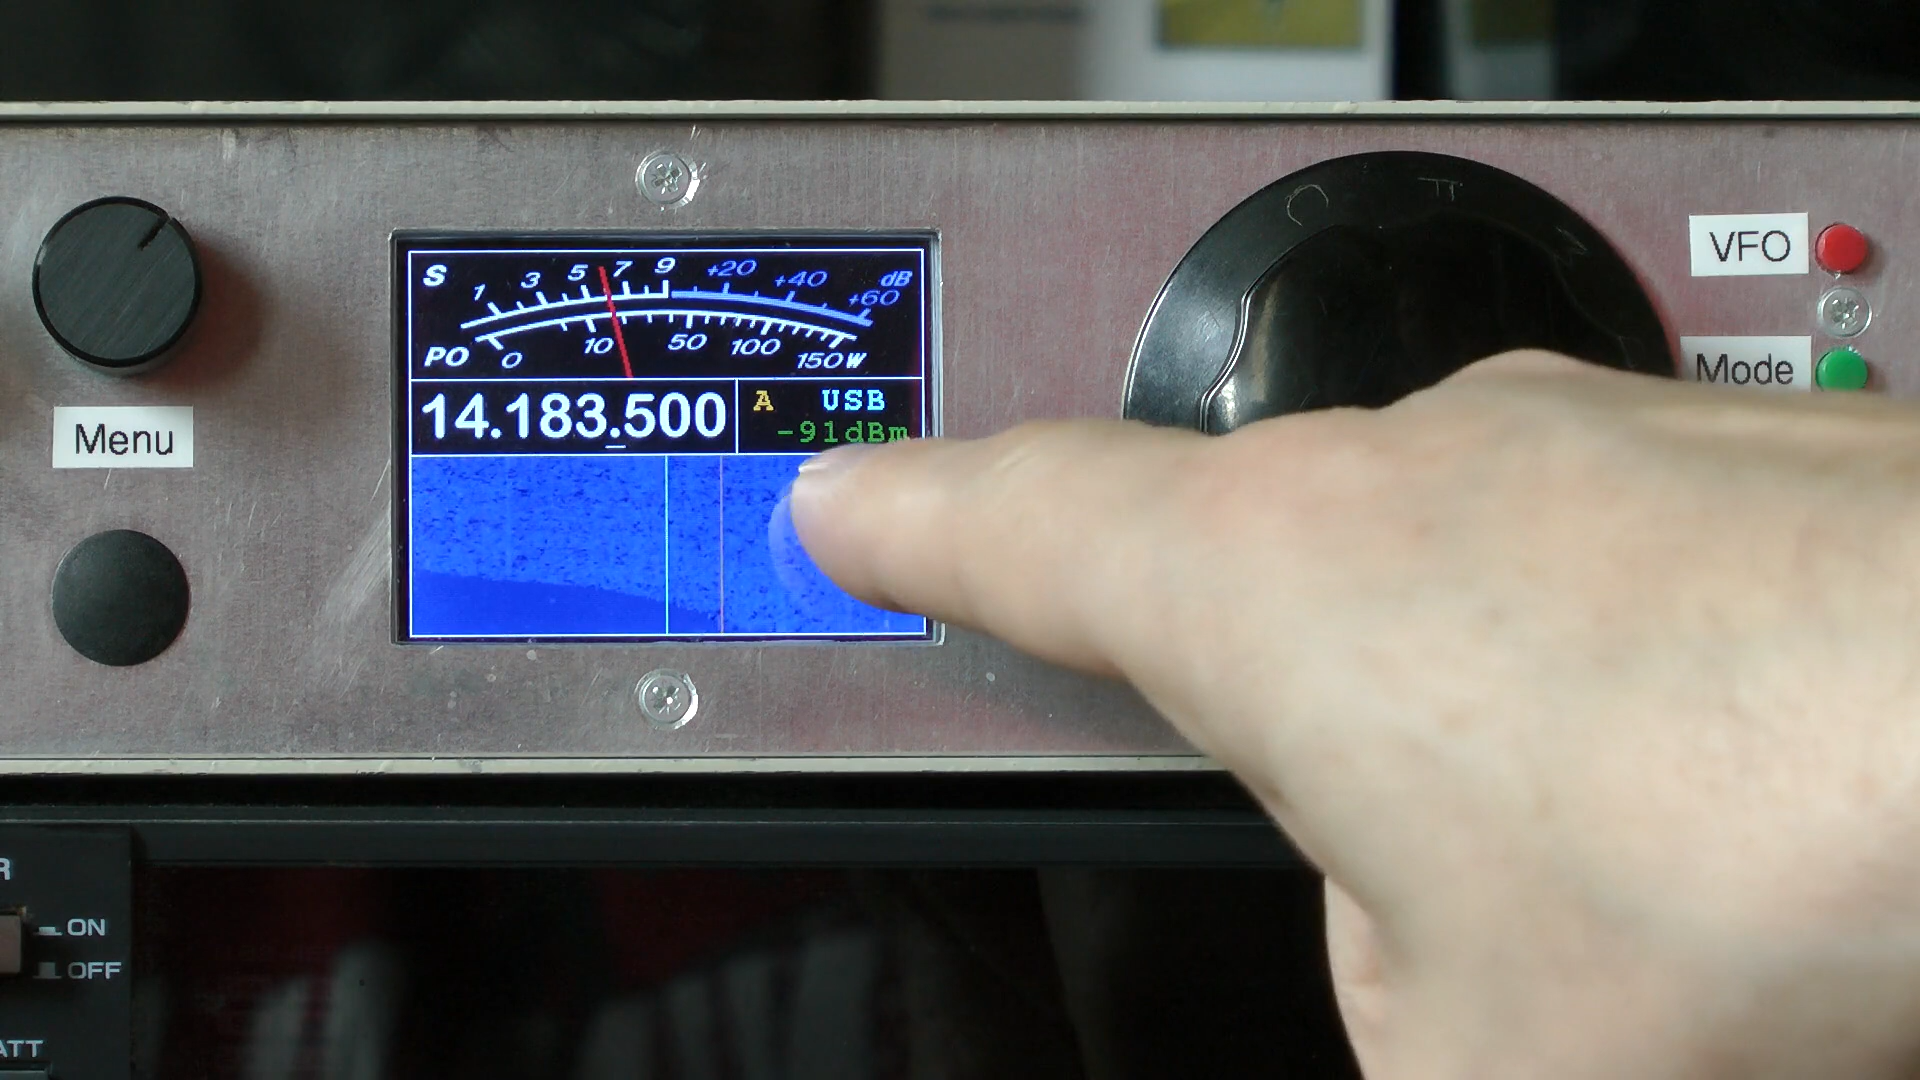 S 1 3 5 7 9 +20 +40 +60 dB
PO 0 10 50 100 150 W
14.183.500 A USB
-91dBm
Menu
VFO
Mode
ON
OFF
ATT